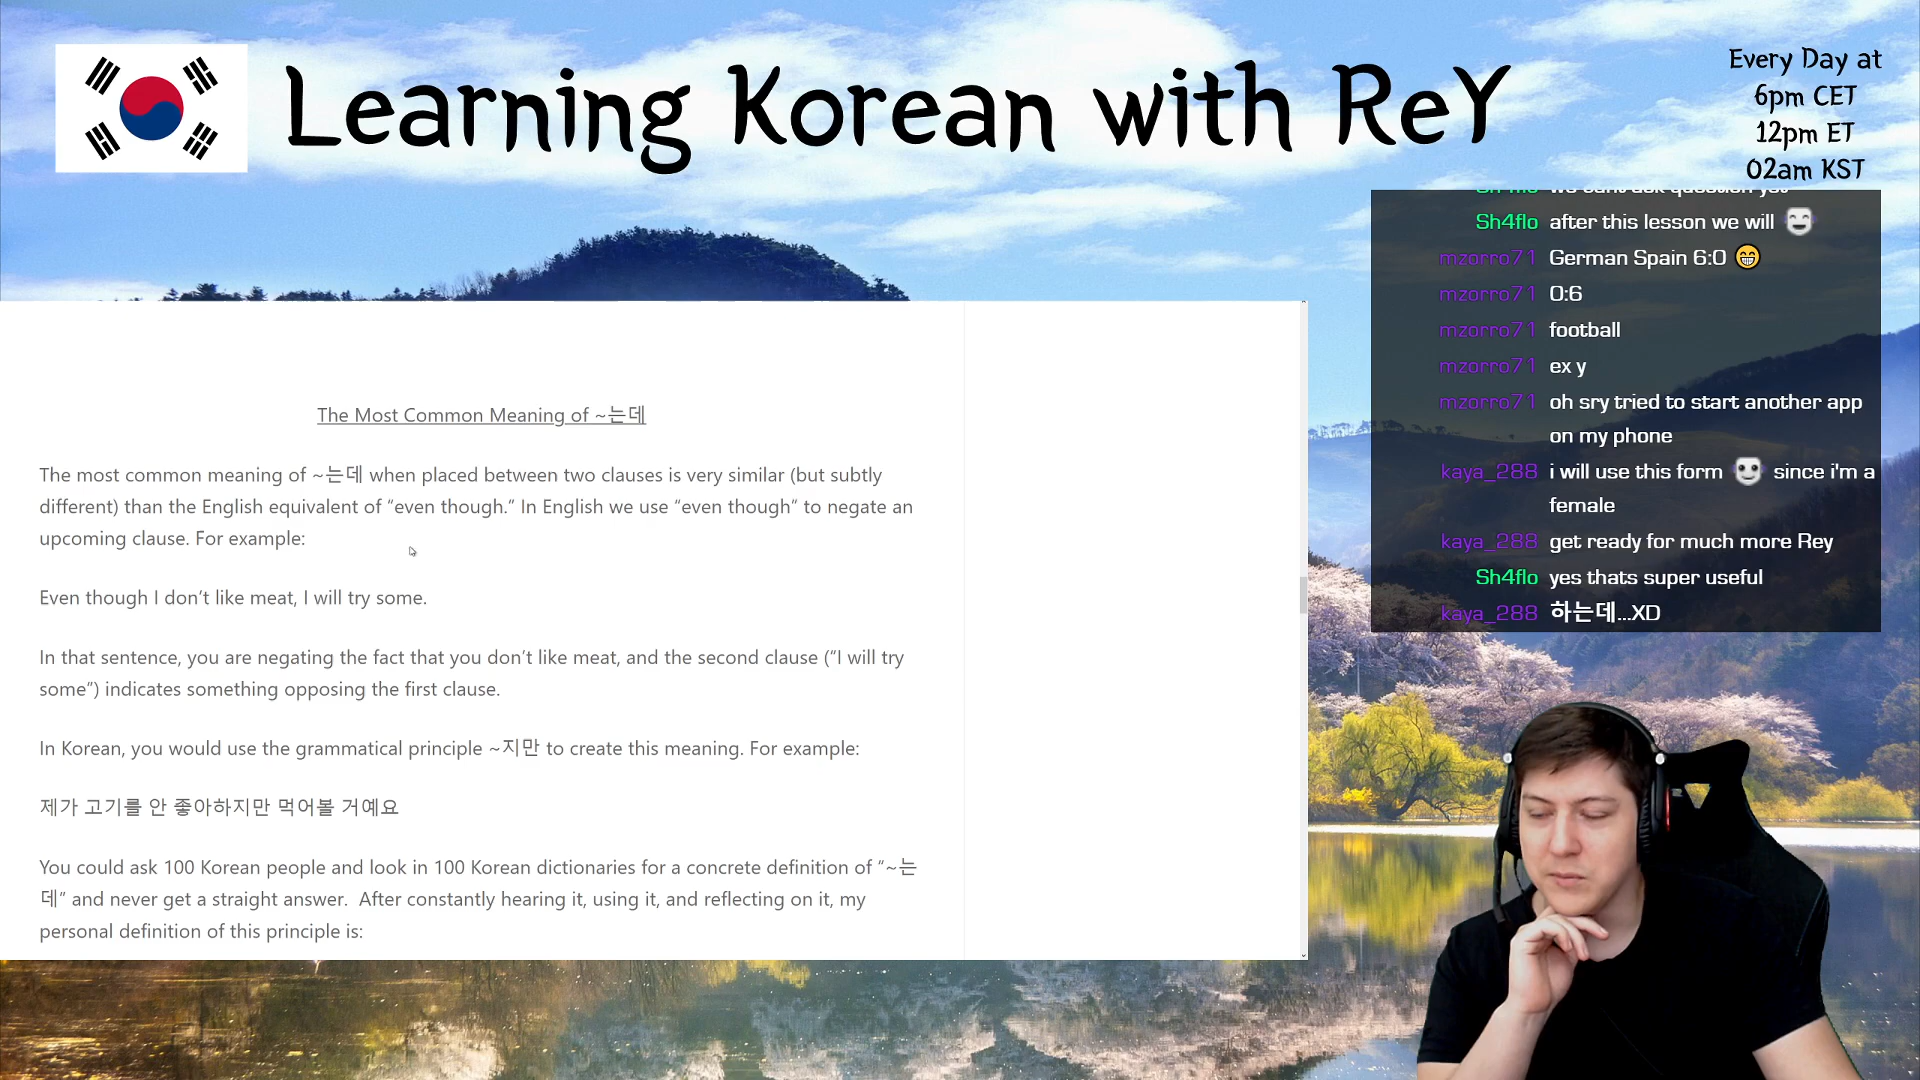 Learning Korean with ReY
Every Day at
6pm CET
12pm ET
02am KST
Sh4flo after this lesson we will
mzorro71 German Spain 6:0 😁
mzorro71 0:6
mzorro71 football
mzorro71 ex y
mzorro71 oh sry tried to start another app
on my phone
kaya_288 i will use this form since i'm a
female
kaya_288 get ready for much more Rey
Sh4flo yes thats super useful
kaya_288 하는데...XD
The Most Common Meaning of ~는데
The most common meaning of ~는데 when placed between two clauses is very similar (but subtly
different) than the English equivalent of “even though.” In English we use “even though” to negate an
upcoming clause. For example:
Even though I don’t like meat, I will try some.
In that sentence, you are negating the fact that you don’t like meat, and the second clause (“I will try
some”) indicates something opposing the first clause.
In Korean, you would use the grammatical principle ~지만 to create this meaning. For example:
제가 고기를 안 좋아하지만 먹어볼 거예요
You could ask 100 Korean people and look in 100 Korean dictionaries for a concrete definition of “~는
데” and never get a straight answer.  After constantly hearing it, using it, and reflecting on it, my
personal definition of this principle is: